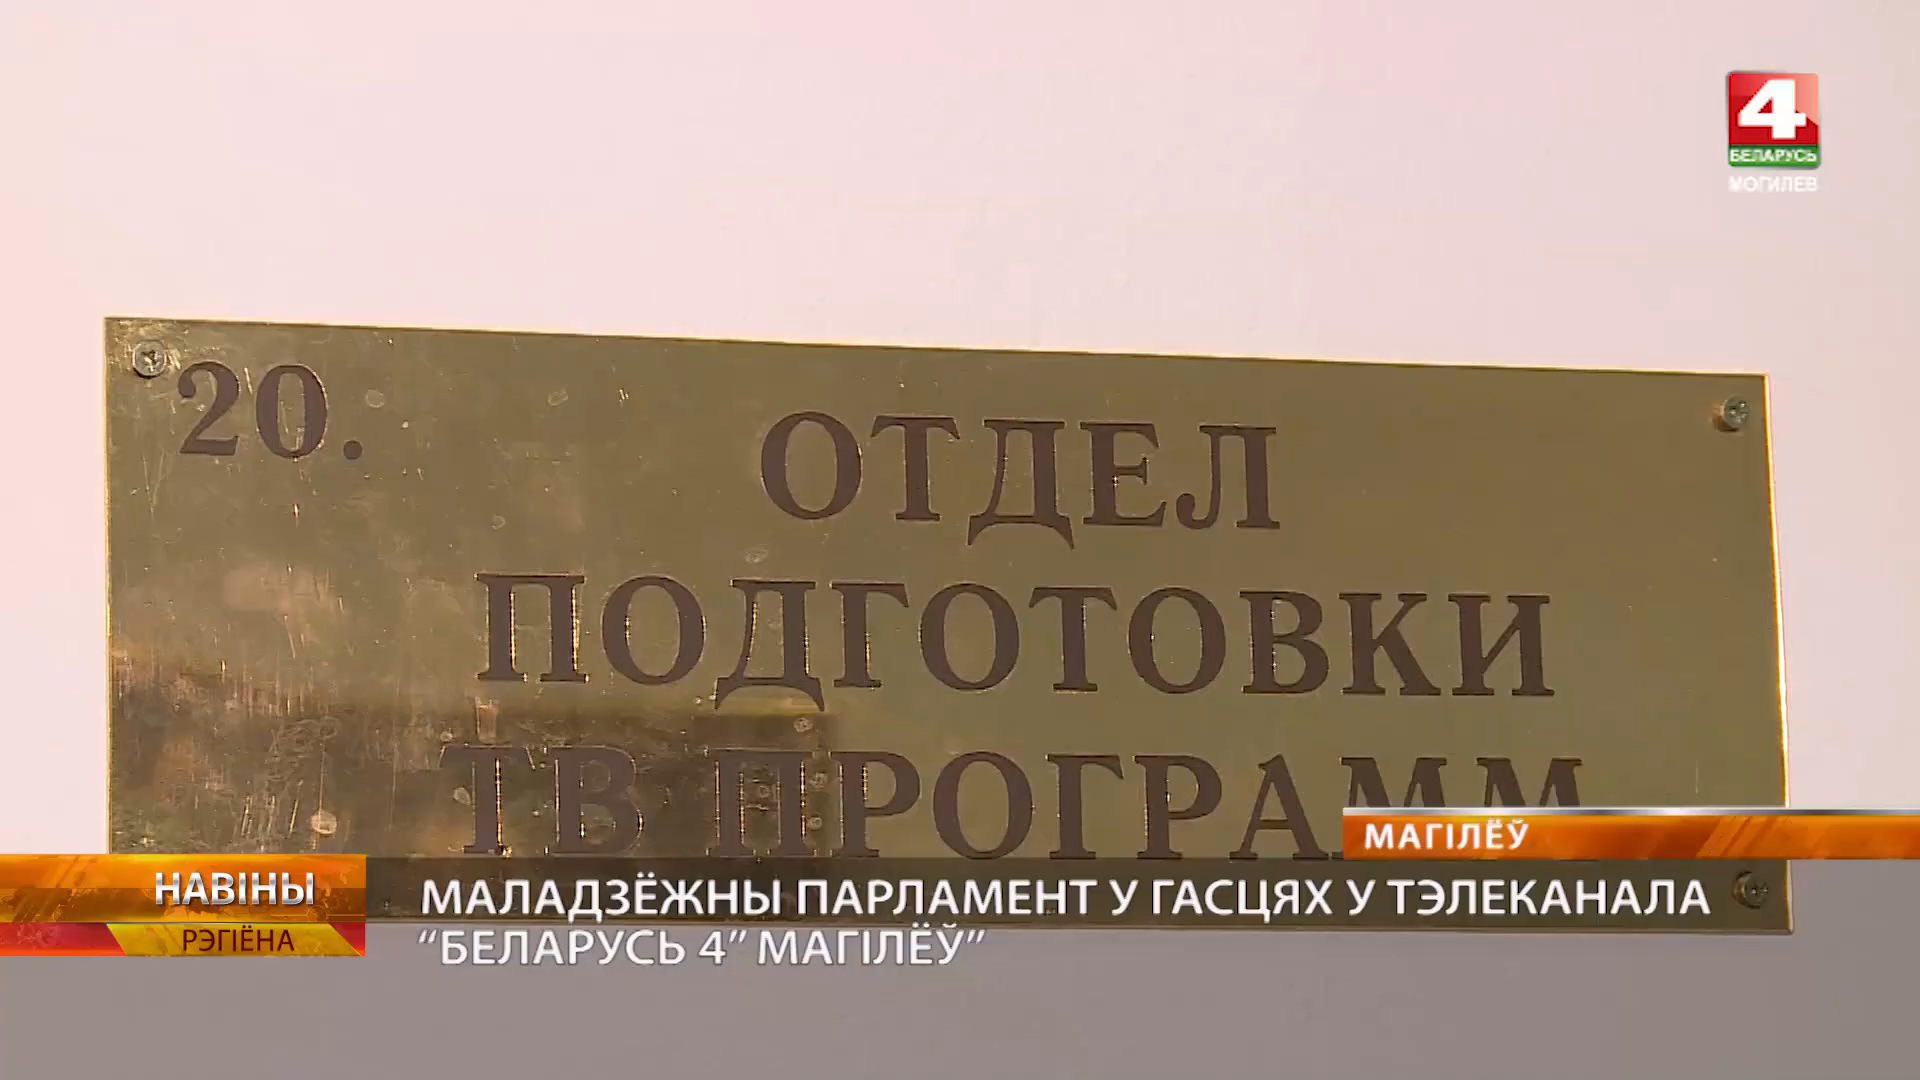 4
БЕЛАРУСЬ
МОГИЛЕВ
20.
ОТДЕЛ
ПОДГОТОВКИ
ТВ ПРОГРАММ
МАГІЛЁЎ
НАВІНЫ
РЭГІЁНА
МАЛАДЗЁЖНЫ ПАРЛАМЕНТ У ГАСЦЯХ У ТЭЛЕКАНАЛА
“БЕЛАРУСЬ 4” МАГІЛЁЎ”